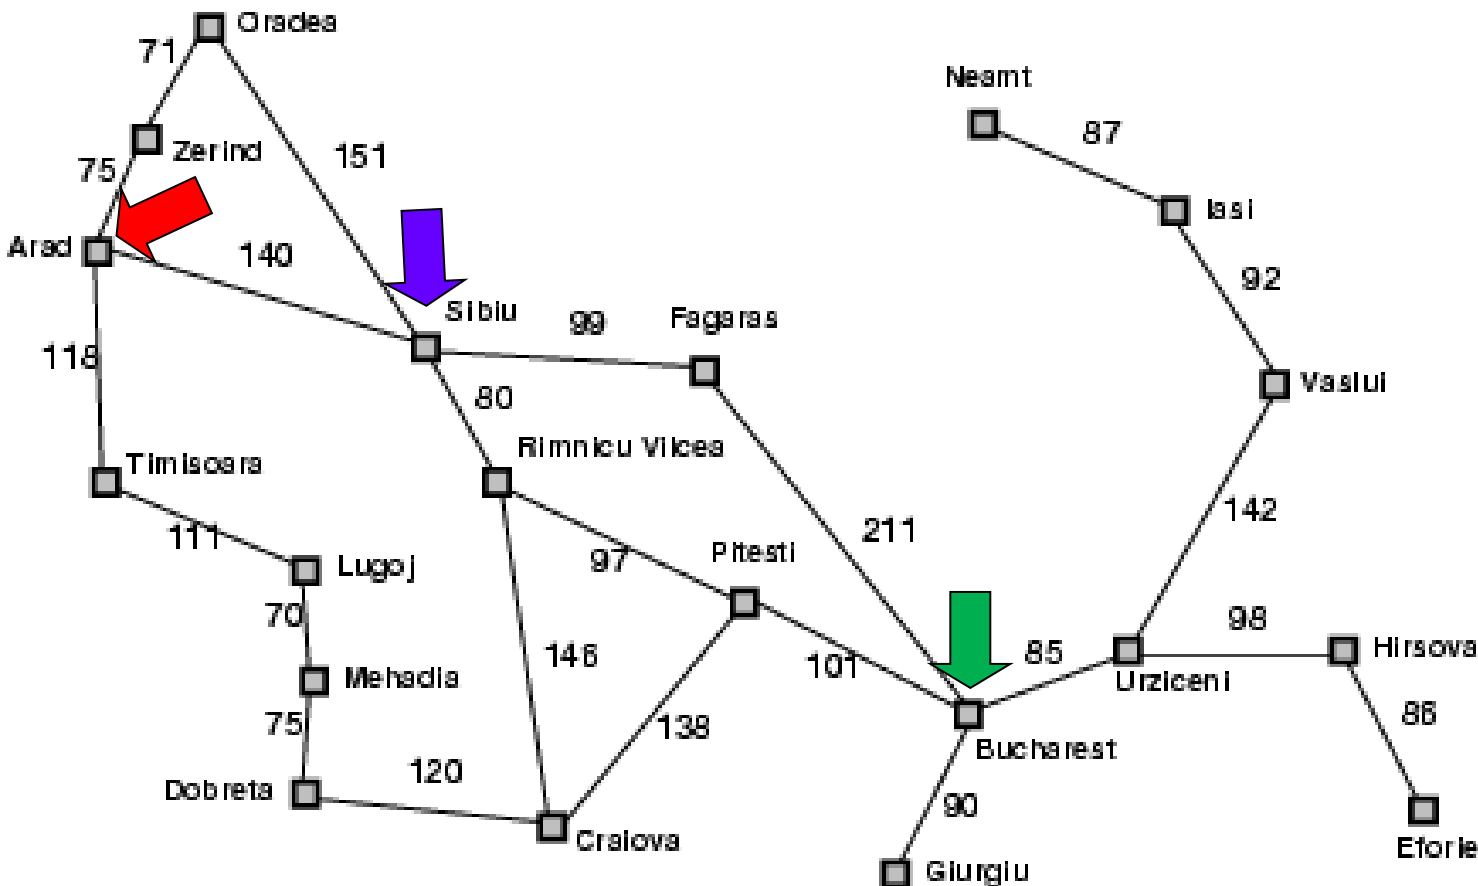 Oradea
71
Neamt
87
Zerind
151
75
Iasi
Arad
140
92
Sibiu
99
Fagaras
118
Vaslui
80
Timisoara
Rimnicu Vilcea
142
111
211
Lugoj
97
Pitesti
70
98
Hirsova
146
101
85
Mehadia
Urziceni
75
138
86
Bucharest
Dobreta
120
90
Craiova
Eforie
Giurgiu